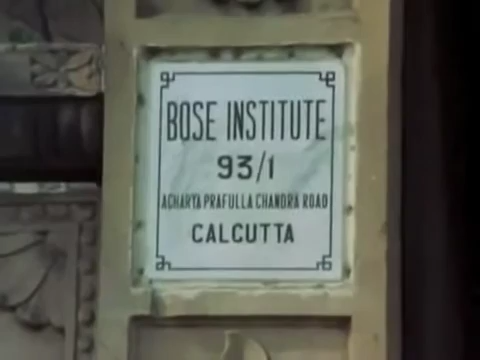 BOSE INSTITUTE
93/1
ACHARYA PRAFULLA CHANDRA ROAD
CALCUTTA